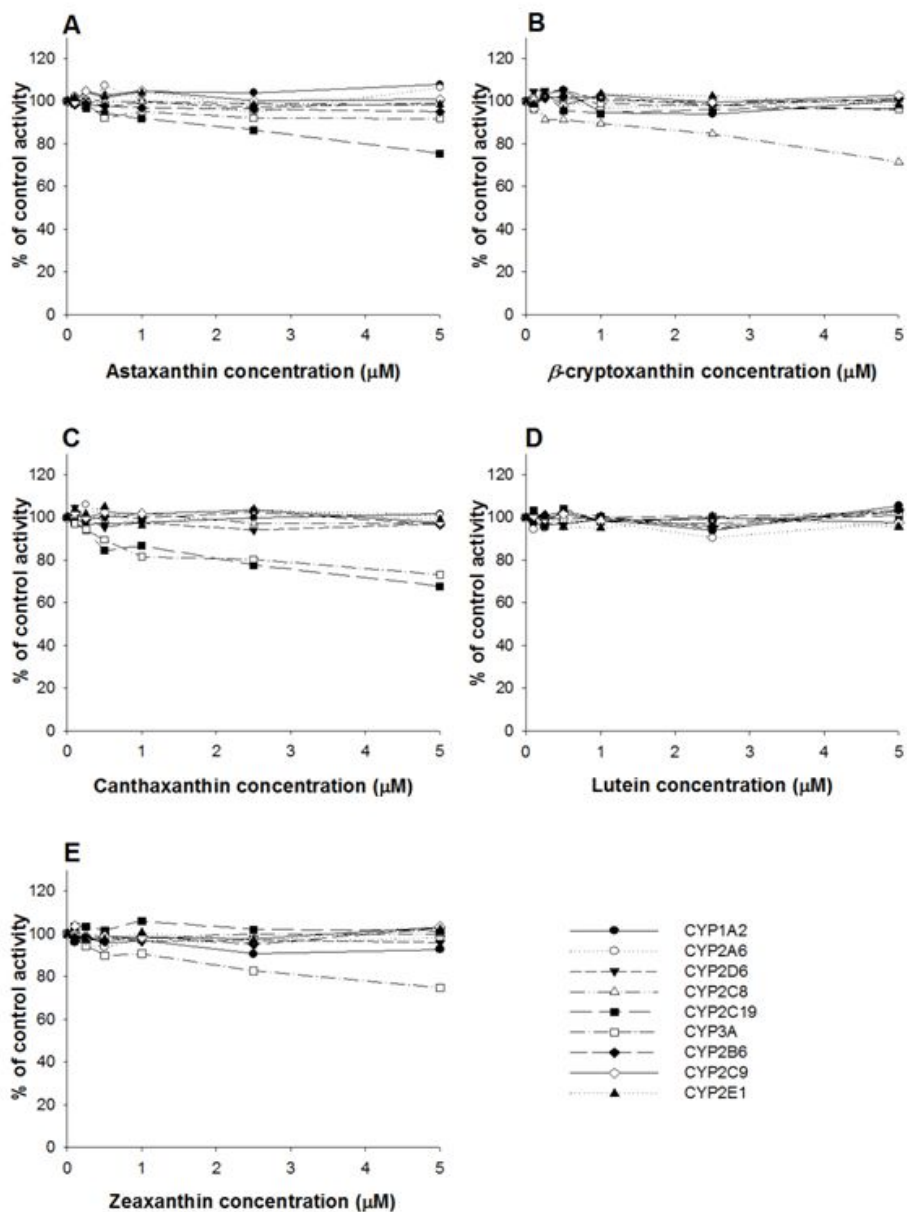 A
% of control activity
120
100
80
60
40
20
0
0 1 2 3 4 5
Astaxanthin concentration (μM)
B
% of control activity
120
100
80
60
40
20
0
0 1 2 3 4 5
β-cryptoxanthin concentration (μM)
C
% of control activity
120
100
80
60
40
20
0
0 1 2 3 4 5
Canthaxanthin concentration (μM)
D
% of control activity
120
100
80
60
40
20
0
0 1 2 3 4 5
Lutein concentration (μM)
E
% of control activity
120
100
80
60
40
20
0
0 1 2 3 4 5
Zeaxanthin concentration (μM)
CYP1A2
CYP2A6
CYP2D6
CYP2C8
CYP2C19
CYP3A
CYP2B6
CYP2C9
CYP2E1